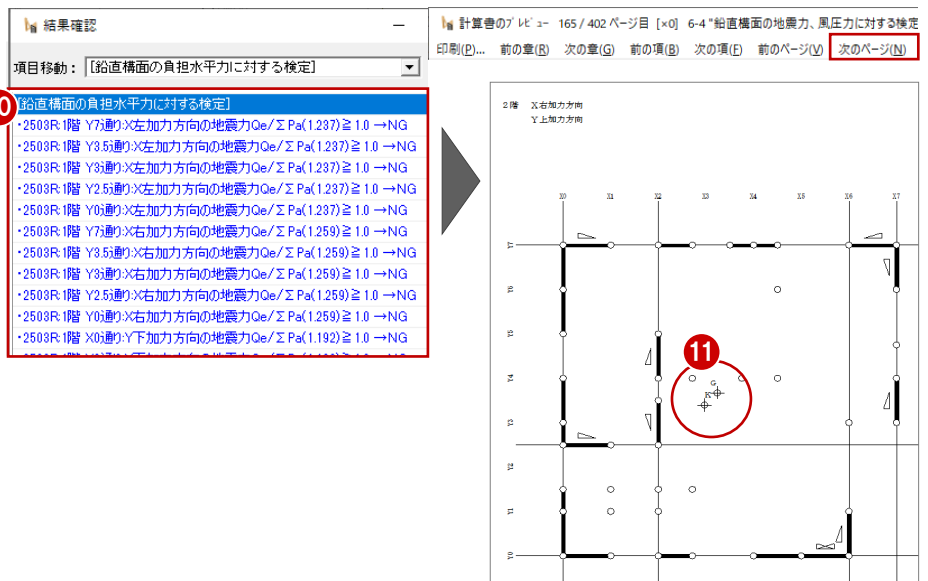 結果確認
項目移動： [鉛直構面の負担水平力に対する検定]
[鉛直構面の負担水平力に対する検定]
・2503R:1階 Y7通り:X左加力方向の地震力Qe/ΣPa(1.237)≧1.0 →NG
・2503R:1階 Y3.5通り:X左加力方向の地震力Qe/ΣPa(1.237)≧1.0 →NG
・2503R:1階 Y3通り:X左加力方向の地震力Qe/ΣPa(1.237)≧1.0 →NG
・2503R:1階 Y2.5通り:X左加力方向の地震力Qe/ΣPa(1.237)≧1.0 →NG
・2503R:1階 Y0通り:X左加力方向の地震力Qe/ΣPa(1.237)≧1.0 →NG
・2503R:1階 Y7通り:X右加力方向の地震力Qe/ΣPa(1.259)≧1.0 →NG
・2503R:1階 Y3.5通り:X右加力方向の地震力Qe/ΣPa(1.259)≧1.0 →NG
・2503R:1階 Y3通り:X右加力方向の地震力Qe/ΣPa(1.259)≧1.0 →NG
・2503R:1階 Y2.5通り:X右加力方向の地震力Qe/ΣPa(1.259)≧1.0 →NG
・2503R:1階 Y0通り:X右加力方向の地震力Qe/ΣPa(1.259)≧1.0 →NG
・2503R:1階 X0通り:Y下加力方向の地震力Qe/ΣPa(1.192)≧1.0 →NG
計算書のプレビュー 165 / 402 ページ目 [×0] 6-4 "鉛直構面の地震力、風圧力に対する検定
印刷(P)... 前の章(R) 次の章(G) 前の項(B) 次の項(F) 前のページ(V) 次のページ(N)
2階 X右加力方向
Y上加力方向
X0 X1 X2 X3 X4 X5 X6 X7
Y7
Y6
Y5
Y4
11
G
K
Y3
Y2
Y1
Y0